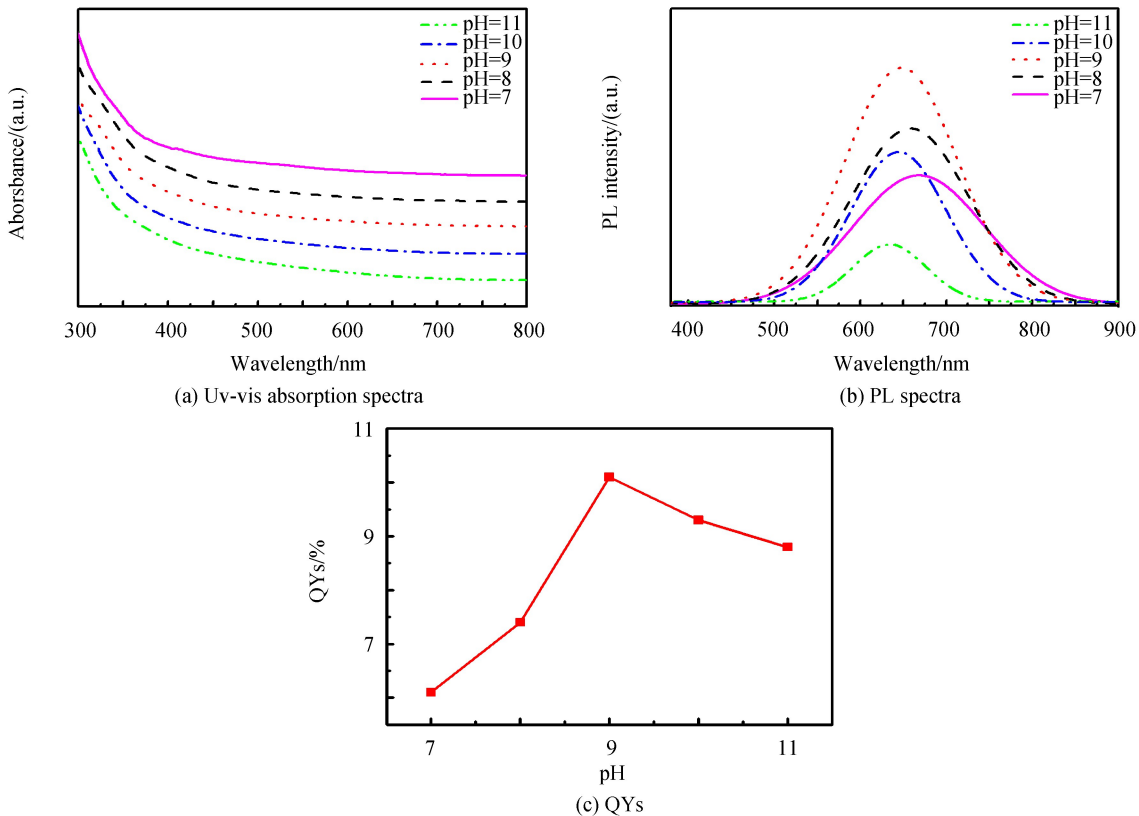 pH=11
pH=10
pH=9
pH=8
pH=7
Aborsbance/(a.u.)
300 400 500 600 700 800
Wavelength/nm
(a) Uv-vis absorption spectra
pH=11
pH=10
pH=9
pH=8
pH=7
PL intensity/(a.u.)
400 500 600 700 800 900
Wavelength/nm
(b) PL spectra
11
9
7
QYs/%
7 9 11
pH
(c) QYs